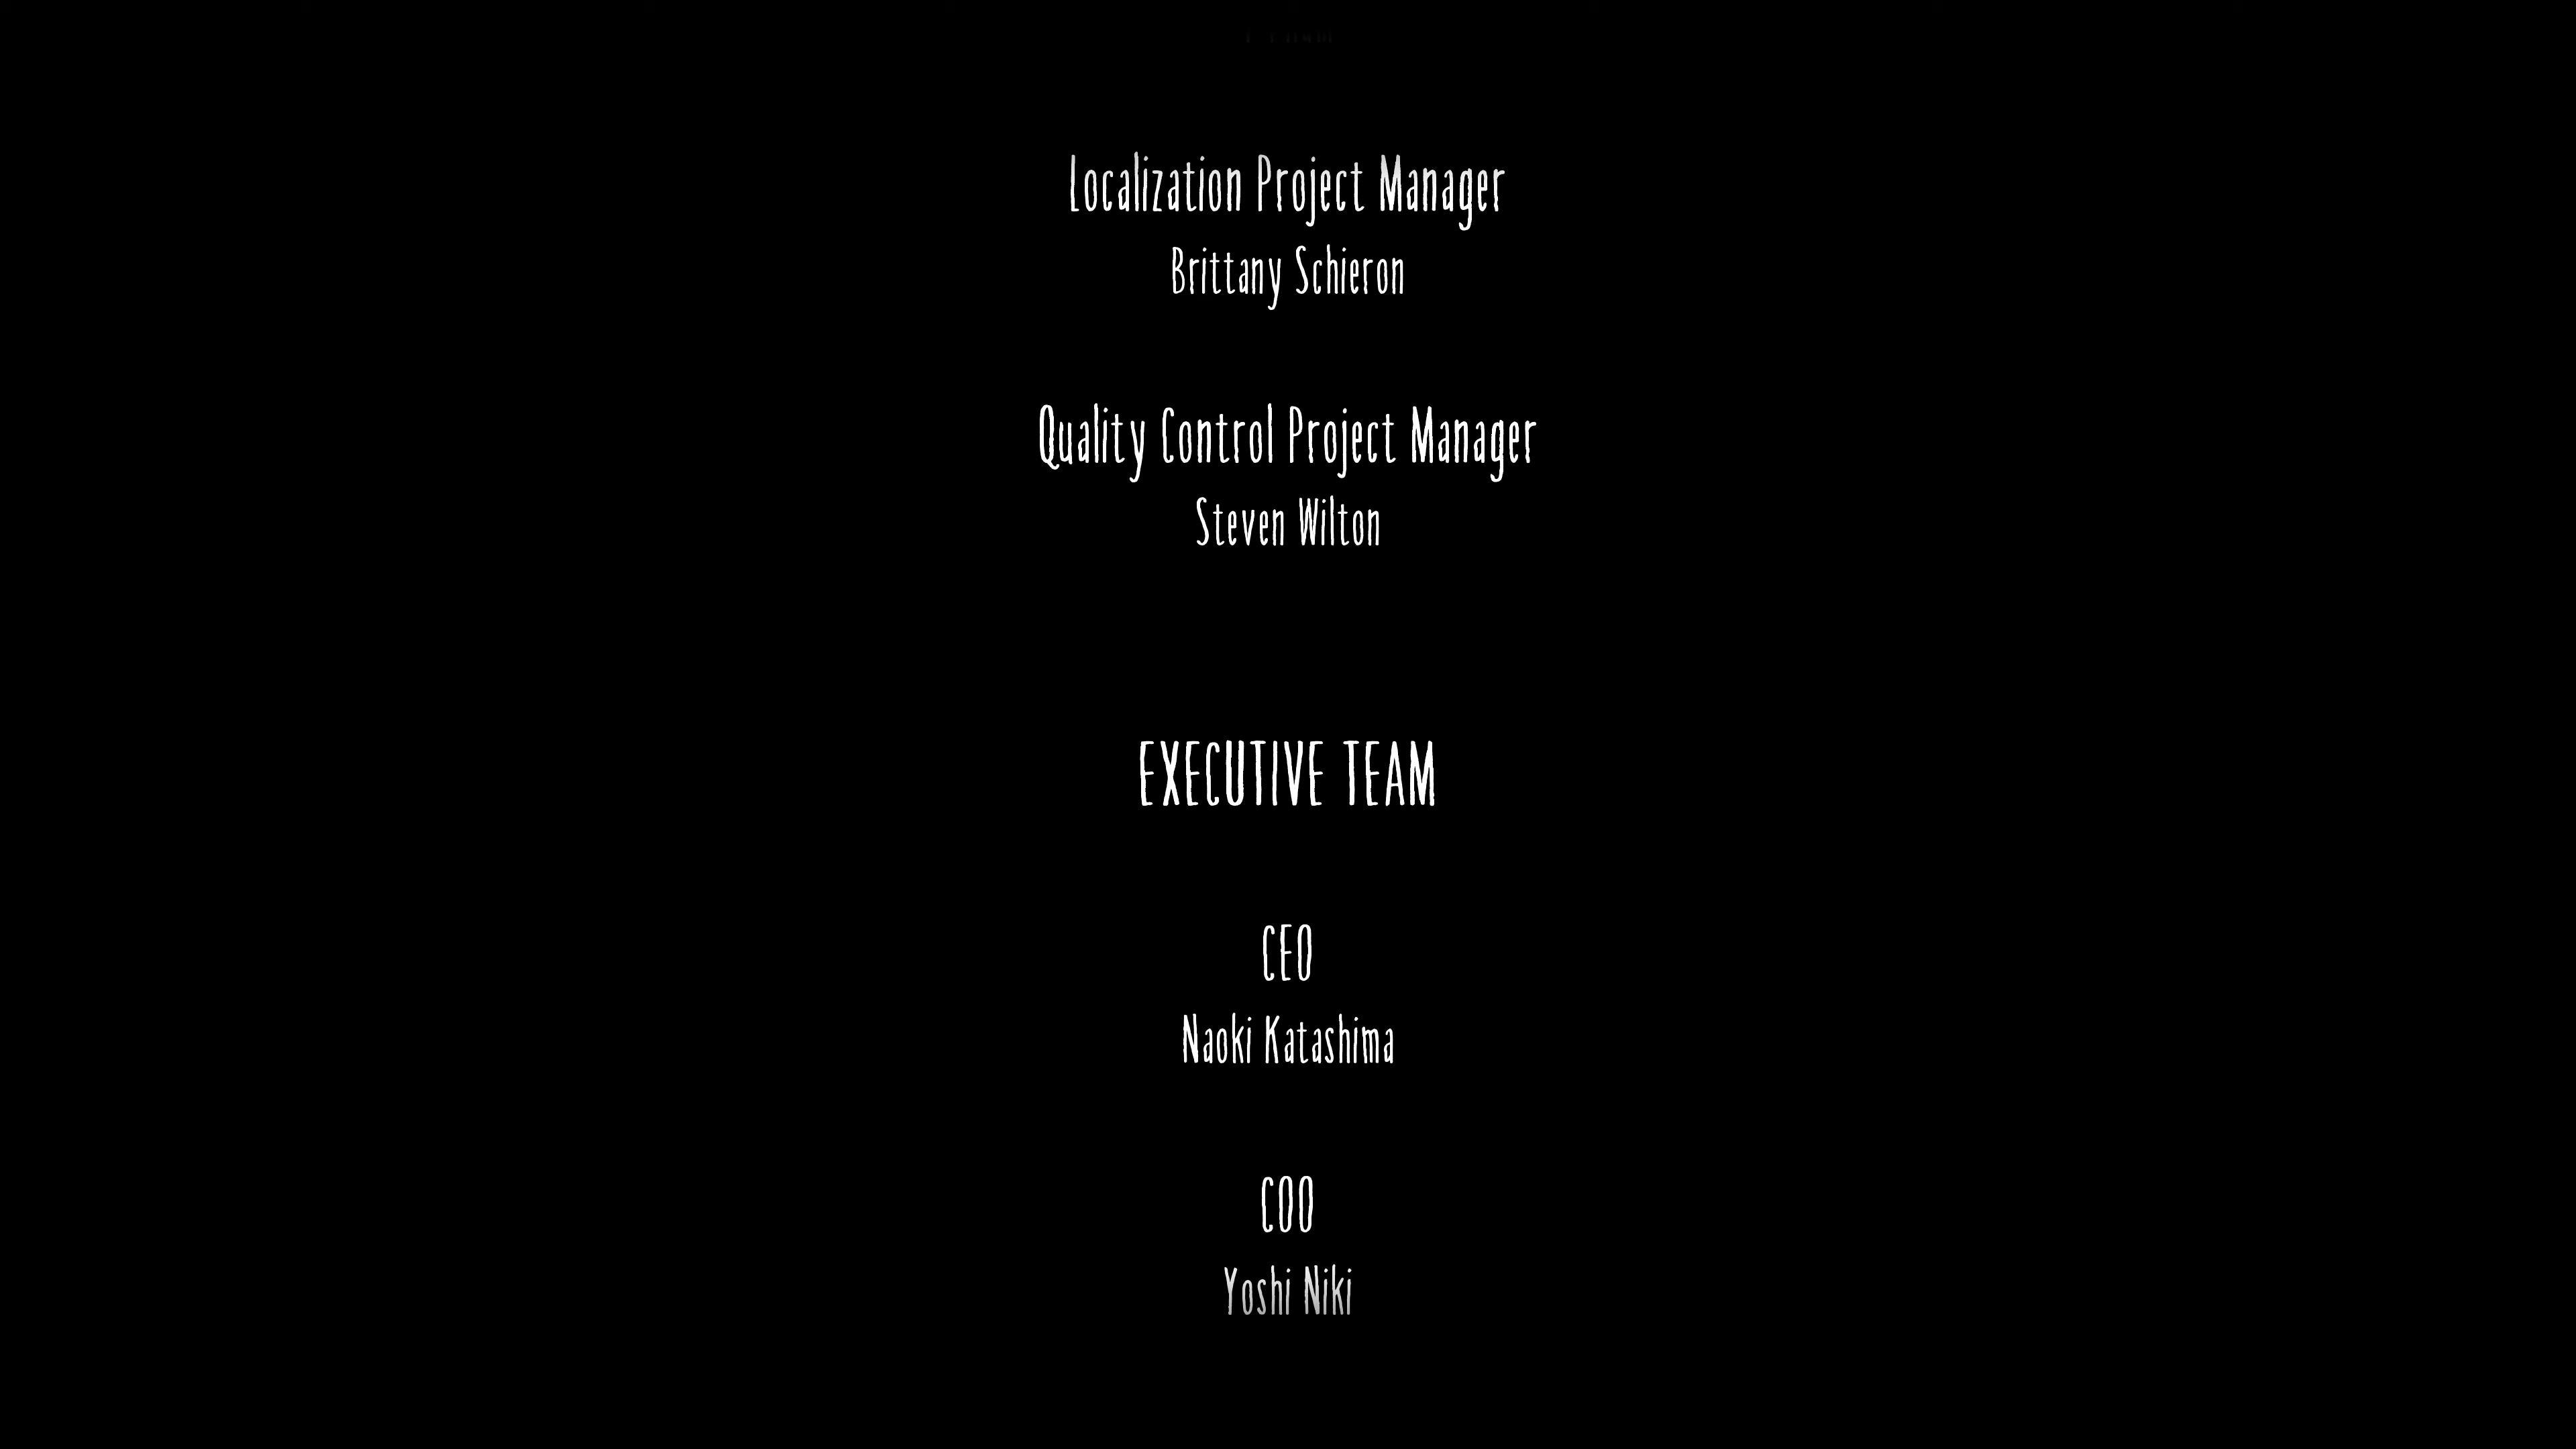 Localization Project Manager
Brittany Schieron
Quality Control Project Manager
Steven Wilton
EXECUTIVE TEAM
CEO
Naoki Katashima
COO
Yoshi Niki